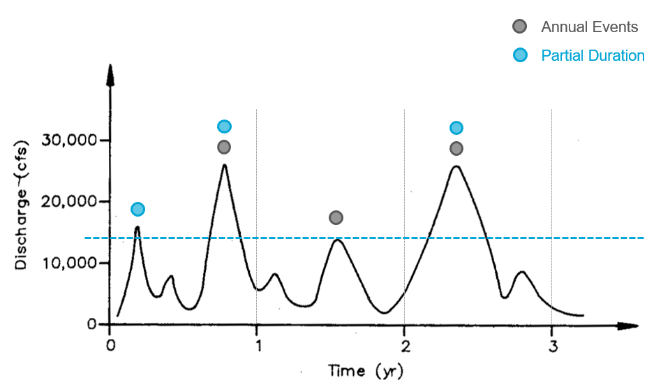 Annual Events
Partial Duration
30,000
20,000
10,000
0
Discharge-(cfs)
0 1 2 3
Time (yr)